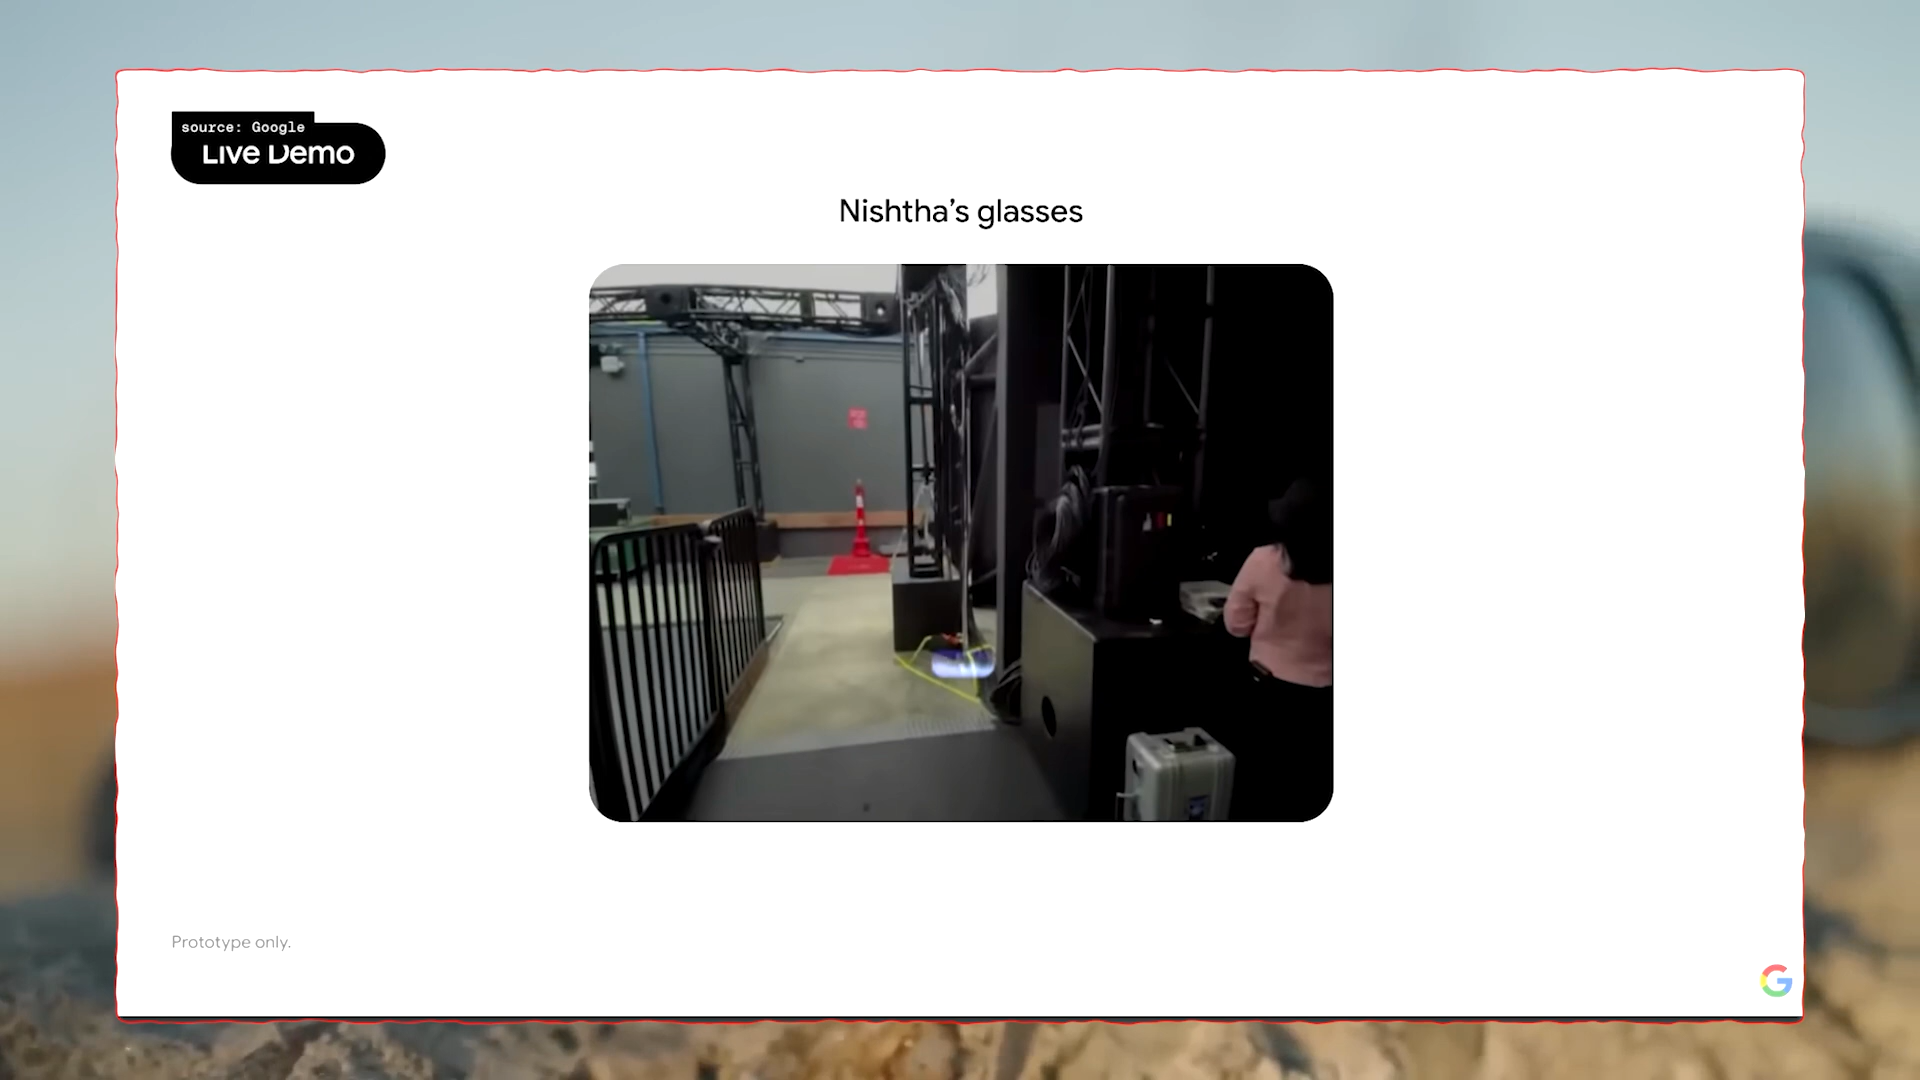 source: Google
Live Demo
Nishtha’s glasses
Prototype only.